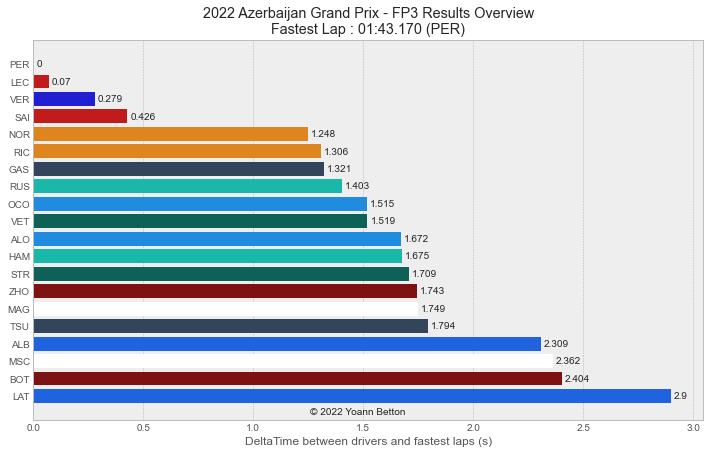 2022 Azerbaijan Grand Prix - FP3 Results Overview
Fastest Lap : 01:43.170 (PER)
PER 0
LEC 0.07
VER 0.279
SAI 0.426
NOR 1.248
RIC 1.306
GAS 1.321
RUS 1.403
OCO 1.515
VET 1.519
ALO 1.672
HAM 1.675
STR 1.709
ZHO 1.743
MAG 1.749
TSU 1.794
ALB 2.309
MSC 2.362
BOT 2.404
LAT 2.9
© 2022 Yoann Betton
0.0 0.5 1.0 1.5 2.0 2.5 3.0
DeltaTime between drivers and fastest laps (s)